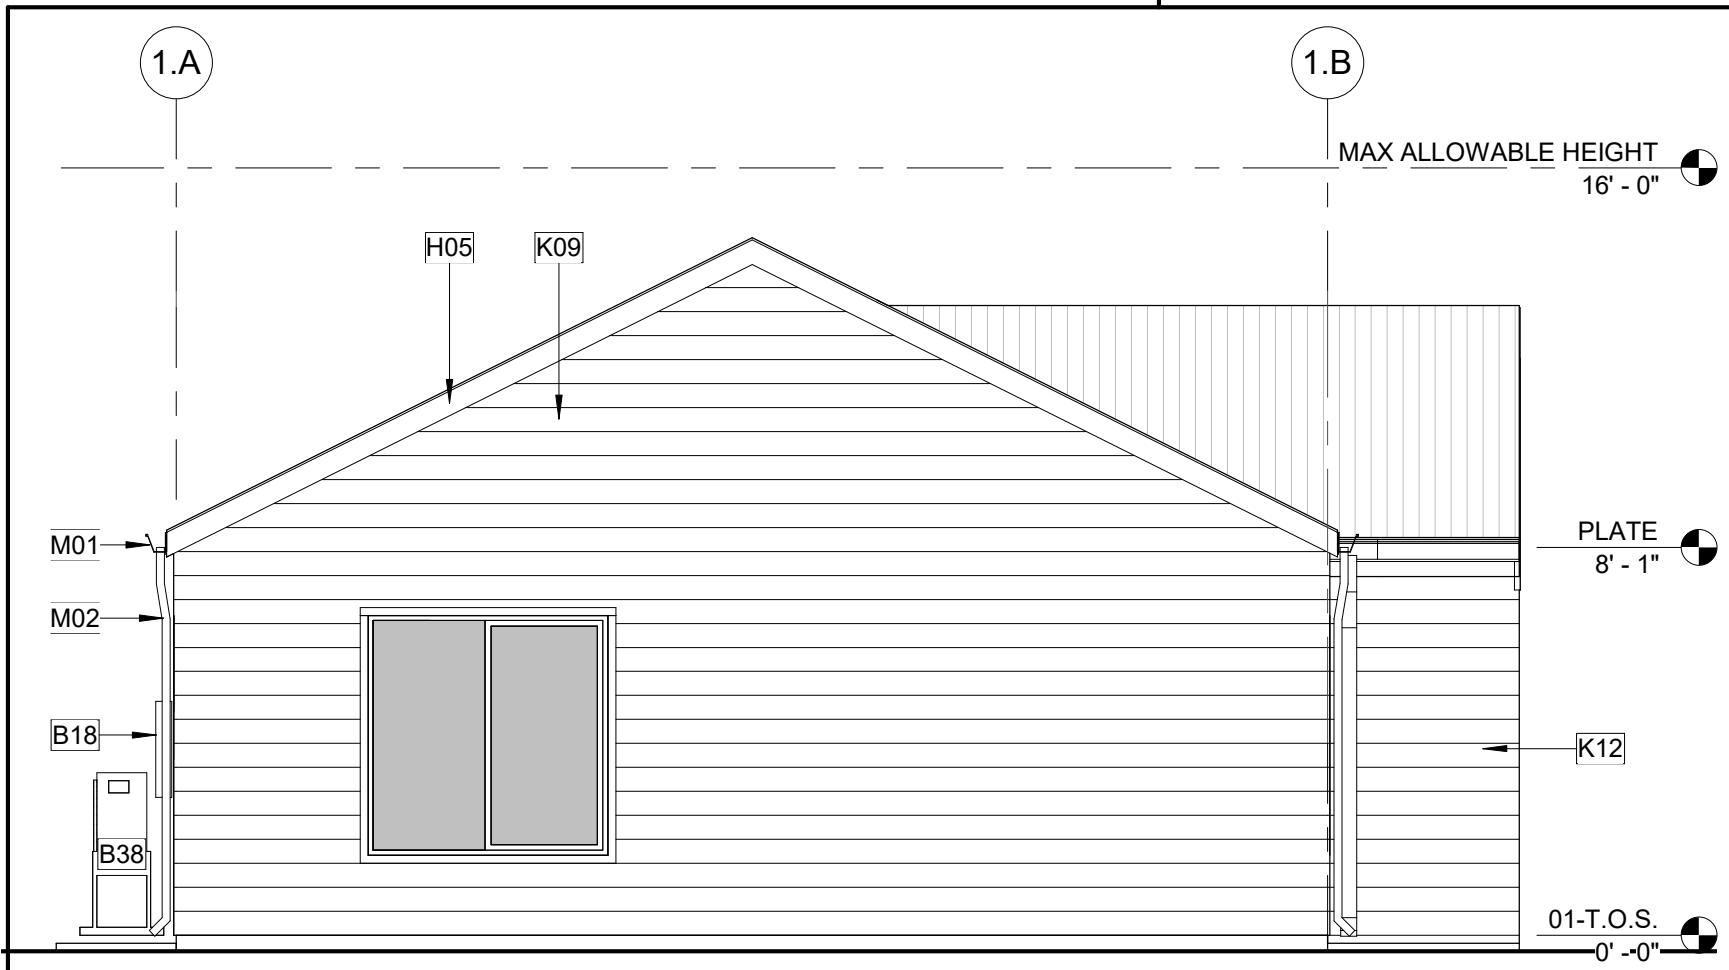 1.A
1.B
MAX ALLOWABLE HEIGHT
16' - 0"
H05
K09
M01
PLATE
8' - 1"
M02
B18
K12
B38
01-T.O.S.
0' - 0"